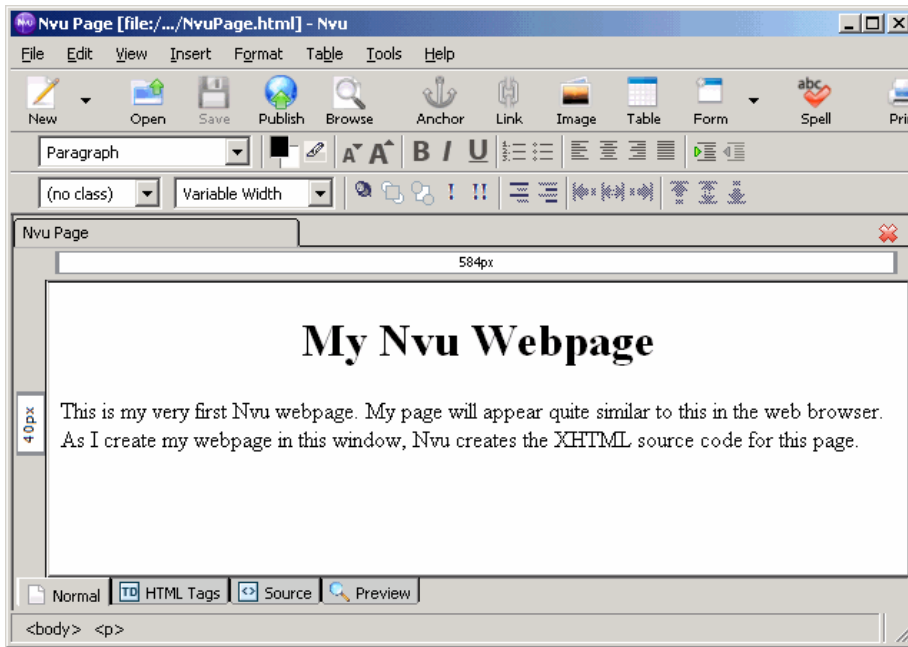 Nvu Page [file:/.../NvuPage.html] - Nvu
File Edit View Insert Format Table Tools Help
New Open Save Publish Browse Anchor Link Image Table Form abc Spell
Paragraph A A B I U
(no class) Variable Width ! !!
Nvu Page
584px
My Nvu Webpage
40px
This is my very first Nvu webpage. My page will appear quite similar to this in the web browser.
As I create my webpage in this window, Nvu creates the XHTML source code for this page.
Normal TD HTML Tags Source Preview
<body> <p>